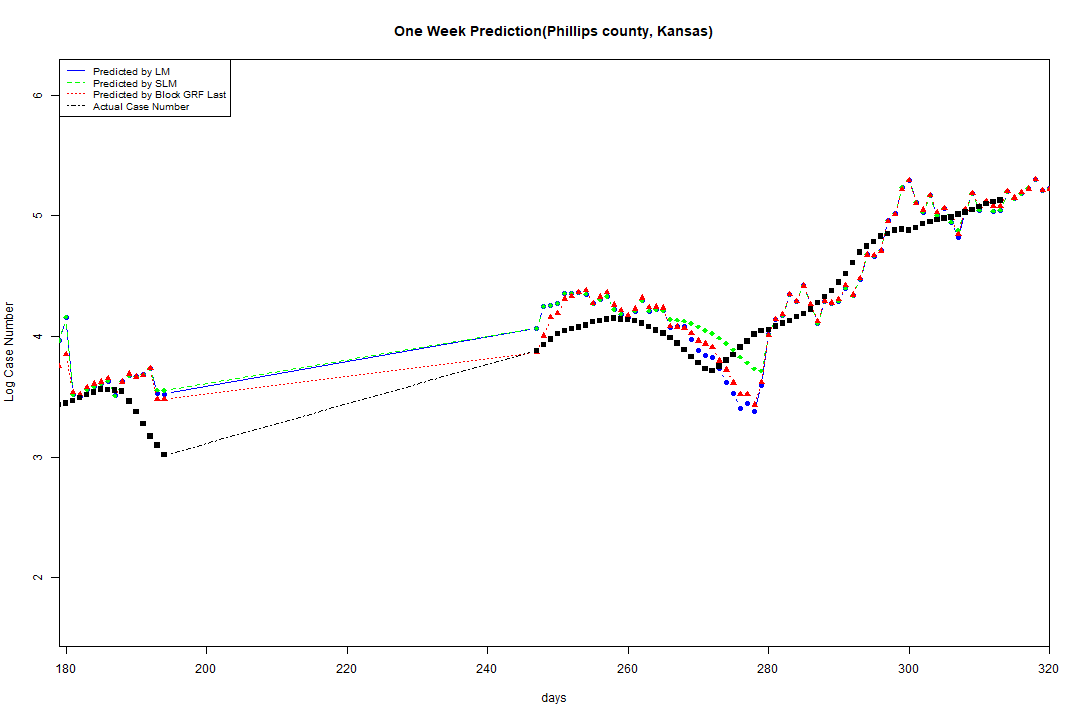 One Week Prediction(Phillips county, Kansas)
Predicted by LM
Predicted by SLM
Predicted by Block GRF Last
Actual Case Number
6
5
4
3
2
Log Case Number
180 200 220 240 260 280 300 320
days